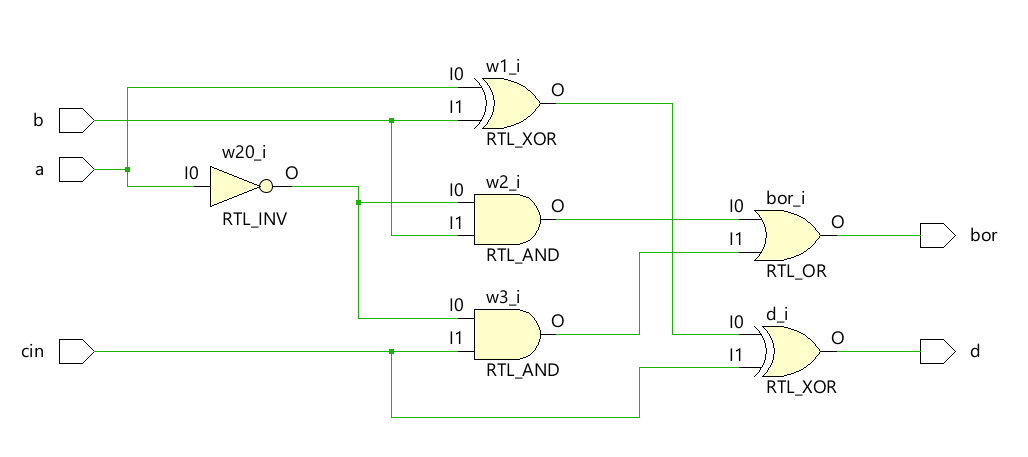 w1_i
I0
O
b
I1
RTL_XOR
a
w20_i
I0
O
RTL_INV
w2_i
I0
O
I1
RTL_AND
bor_i
I0
O
I1
bor
RTL_OR
w3_i
I0
O
I1
RTL_AND
cin
d_i
I0
O
I1
d
RTL_XOR